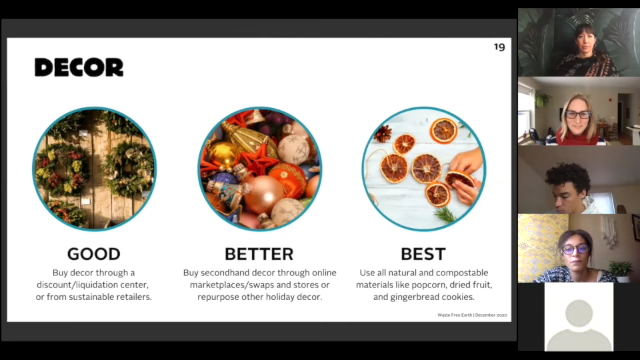 19
DECOR
GOOD
Buy decor through a
discount/liquidation center,
or from sustainable retailers.
BETTER
Buy secondhand decor through online
marketplaces/swaps and stores or
repurpose other holiday decor.
BEST
Use all natural and compostable
materials like popcorn, dried fruit,
and gingerbread cookies.
Waste Free Earth | December 2020